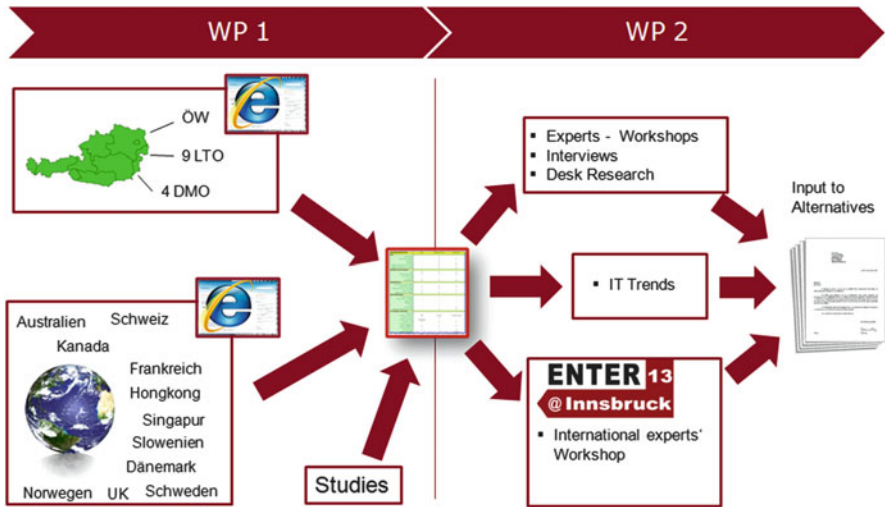 WP 1
WP 2
ÖW
9 LTO
4 DMO
Australien
Schweiz
Kanada
Frankreich
Hongkong
Singapur
Slowenien
Dänemark
Norwegen
UK
Schweden
Studies
▪ Experts - Workshops
▪ Interviews
▪ Desk Research
▪ IT Trends
ENTER 13
@Innsbruck
▪ International experts‘
Workshop
Input to
Alternatives